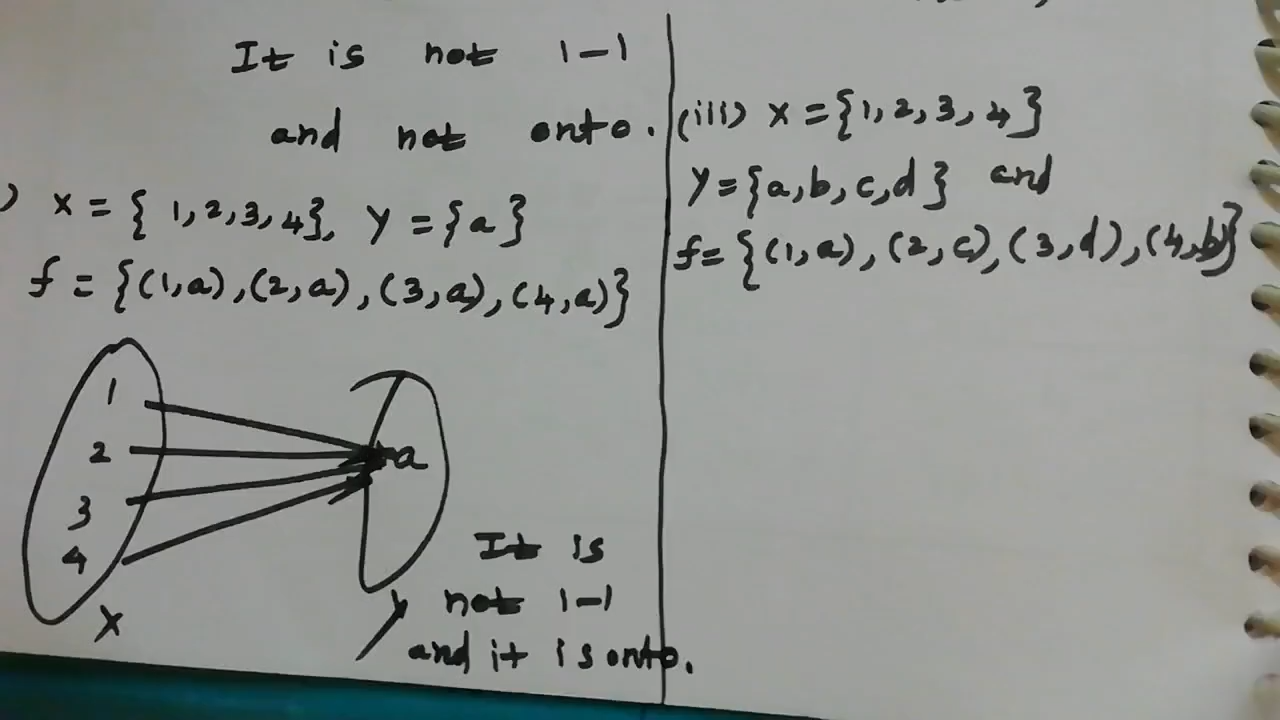 It is not 1-1
and not onto.
) X = {1,2,3,4}, Y = {a}
f = {(1,a),(2,a),(3,a),(4,a)}
1
2
3
4
a
X
Y
It is
not 1-1
and it is onto.
(iii) X = {1,2,3,4}
Y = {a,b,c,d} and
f = {(1,a),(2,c),(3,d),(4,b)}